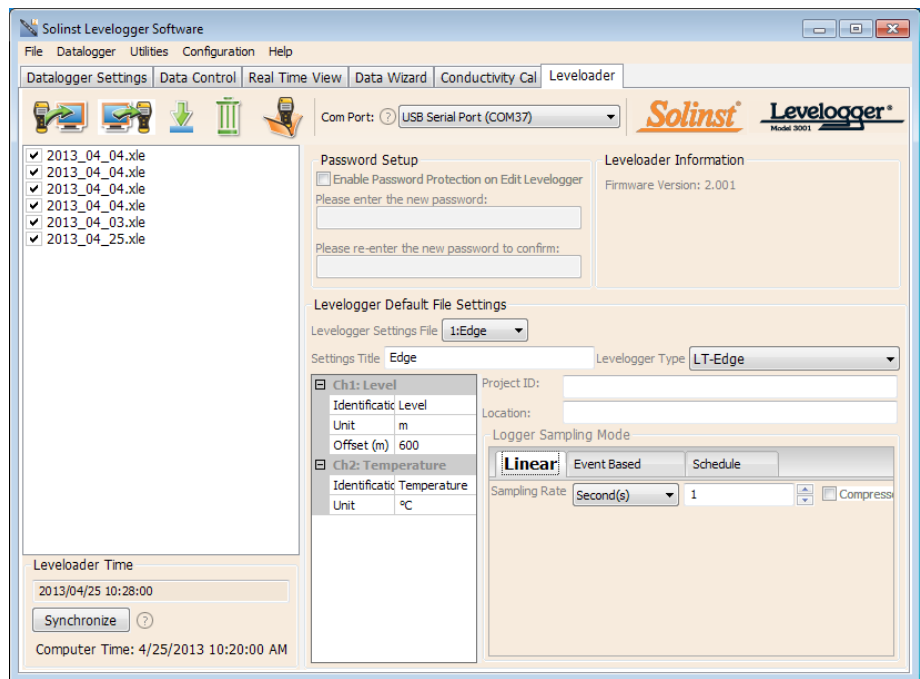 Solinst Levelogger Software
File Datalogger Utilities Configuration Help
Datalogger Settings Data Control Real Time View Data Wizard Conductivity Cal Leveloader
Com Port: ? USB Serial Port (COM37)
Solinst
Levelogger
Model 3001
2013_04_04.xle
2013_04_04.xle
2013_04_04.xle
2013_04_04.xle
2013_04_03.xle
2013_04_25.xle
Leveloader Time
2013/04/25 10:28:00
Synchronize ?
Computer Time: 4/25/2013 10:20:00 AM
Password Setup
Enable Password Protection on Edit Levelogger
Please enter the new password:
Please re-enter the new password to confirm:
Leveloader Information
Firmware Version: 2.001
Levelogger Default File Settings
Levelogger Settings File 1:Edge
Settings Title Edge Levelogger Type LT-Edge
Ch1: Level
Identificatic Level
Unit m
Offset (m) 600
Ch2: Temperature
Identificatic Temperature
Unit ºC
Project ID:
Location:
Logger Sampling Mode
Linear Event Based Schedule
Sampling Rate Second(s) 1 Compresse